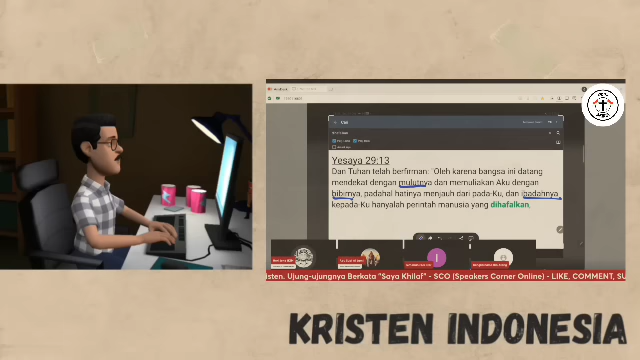 Yesaya 29:13
Dan Tuhan telah berfirman: "Oleh karena bangsa ini datang
mendekat dengan mulutnya dan memuliakan Aku dengan
bibirnya, padahal hatinya menjauh dari pada-Ku, dan ibadahnya
kepada-Ku hanyalah perintah manusia yang dihafalkan,
isten. Ujung-ujungnya Berkata "Saya Khilaf" - SCO (Speakers Corner Online) - LIKE, COMMENT, SU
KRISTEN INDONESIA